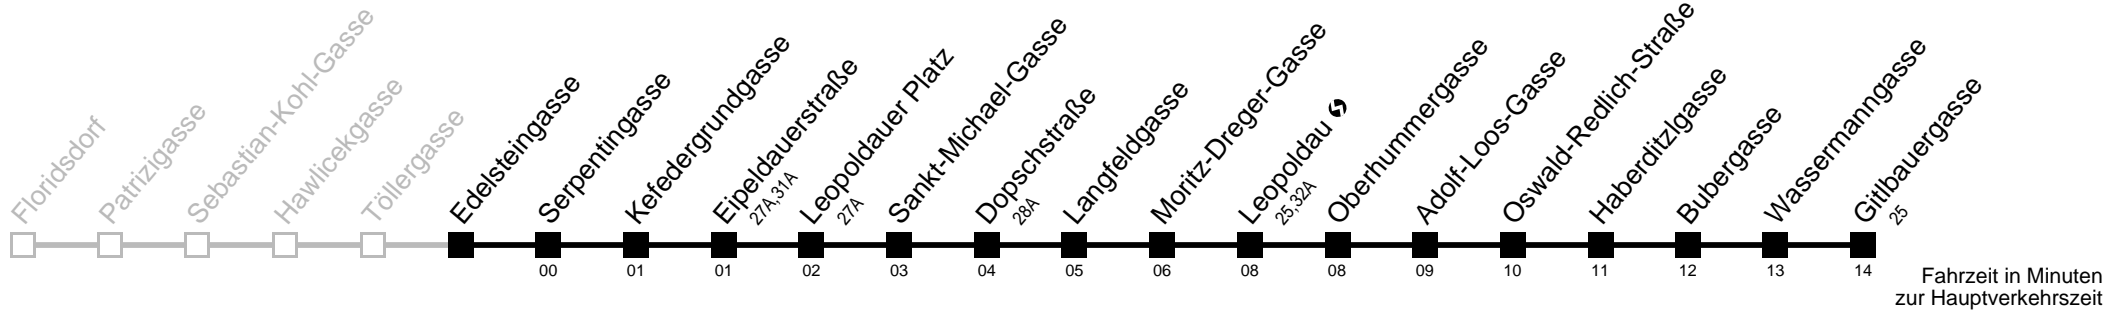 Floridsdorf
Patrizigasse
Sebastian-Kohl-Gasse
Hawlicekgasse
Töllergasse
Edelsteingasse
Serpentingasse
00
Kefedergrundgasse
01
Eipeldauerstraße
27A,31A
01
Leopoldauer Platz
27A
02
Sankt-Michael-Gasse
03
Dopschstraße
28A
04
Langfeldgasse
05
Moritz-Dreger-Gasse
06
Leopoldau
25,32A
08
Oberhummergasse
08
Adolf-Loos-Gasse
09
Oswald-Redlich-Straße
10
Haberditzlgasse
11
Bubergasse
12
Wassermanngasse
13
Gitlbauergasse
25
14
Fahrzeit in Minuten
zur Hauptverkehrszeit